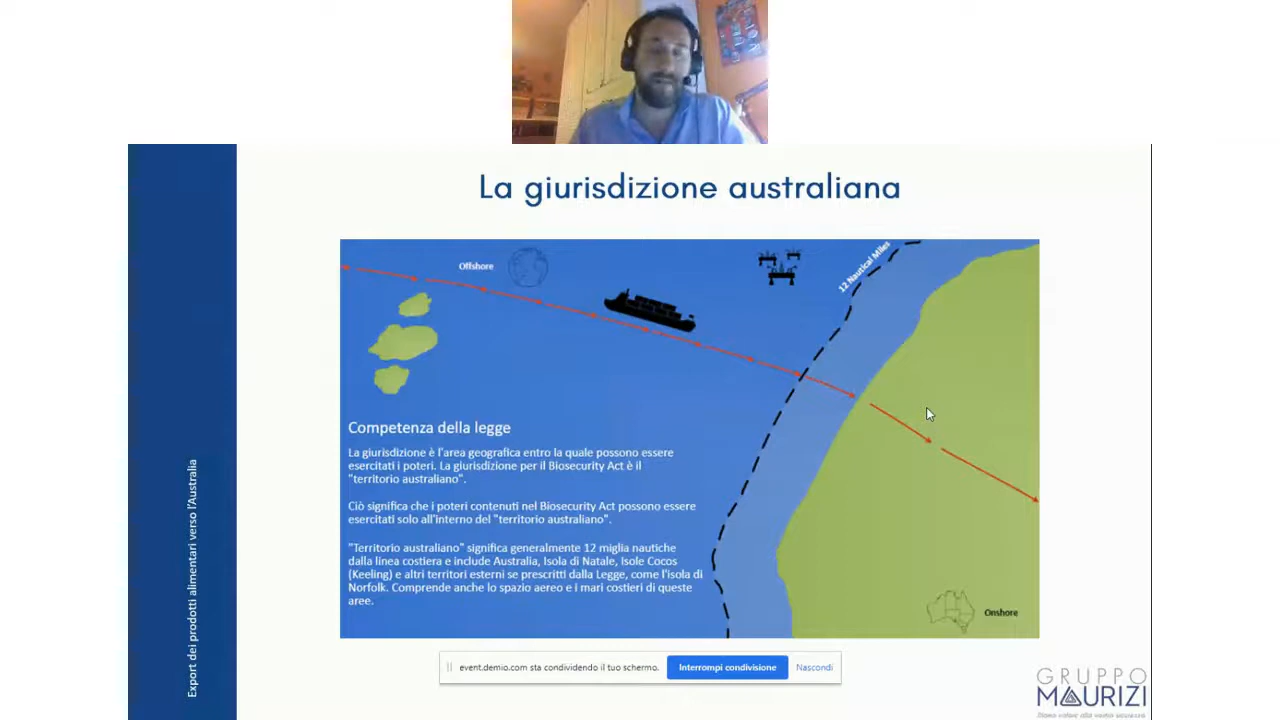 La giurisdizione australiana
Offshore
12 Nautical Miles
Competenza della legge
La giurisdizione è l'area geografica entro la quale possono essere
esercitati i poteri. La giurisdizione per il Biosecurity Act è il
"territorio australiano".
Ciò significa che i poteri contenuti nel Biosecurity Act possono essere
esercitati solo all'interno del "territorio australiano".
"Territorio australiano" significa generalmente 12 miglia nautiche
dalla linea costiera e include Australia, Isola di Natale, Isole Cocos
(Keeling) e altri territori esterni se prescritti dalla Legge, come l'isola di
Norfolk. Comprende anche lo spazio aereo e i mari costieri di queste
aree.
Onshore
Export dei prodotti alimentari verso l'Australia
event.demio.com sta condividendo il tuo schermo.
Interrompi condivisione
Nascondi
GRUPPO
MAURIZI
Diamo valore alla vostra sicurezza